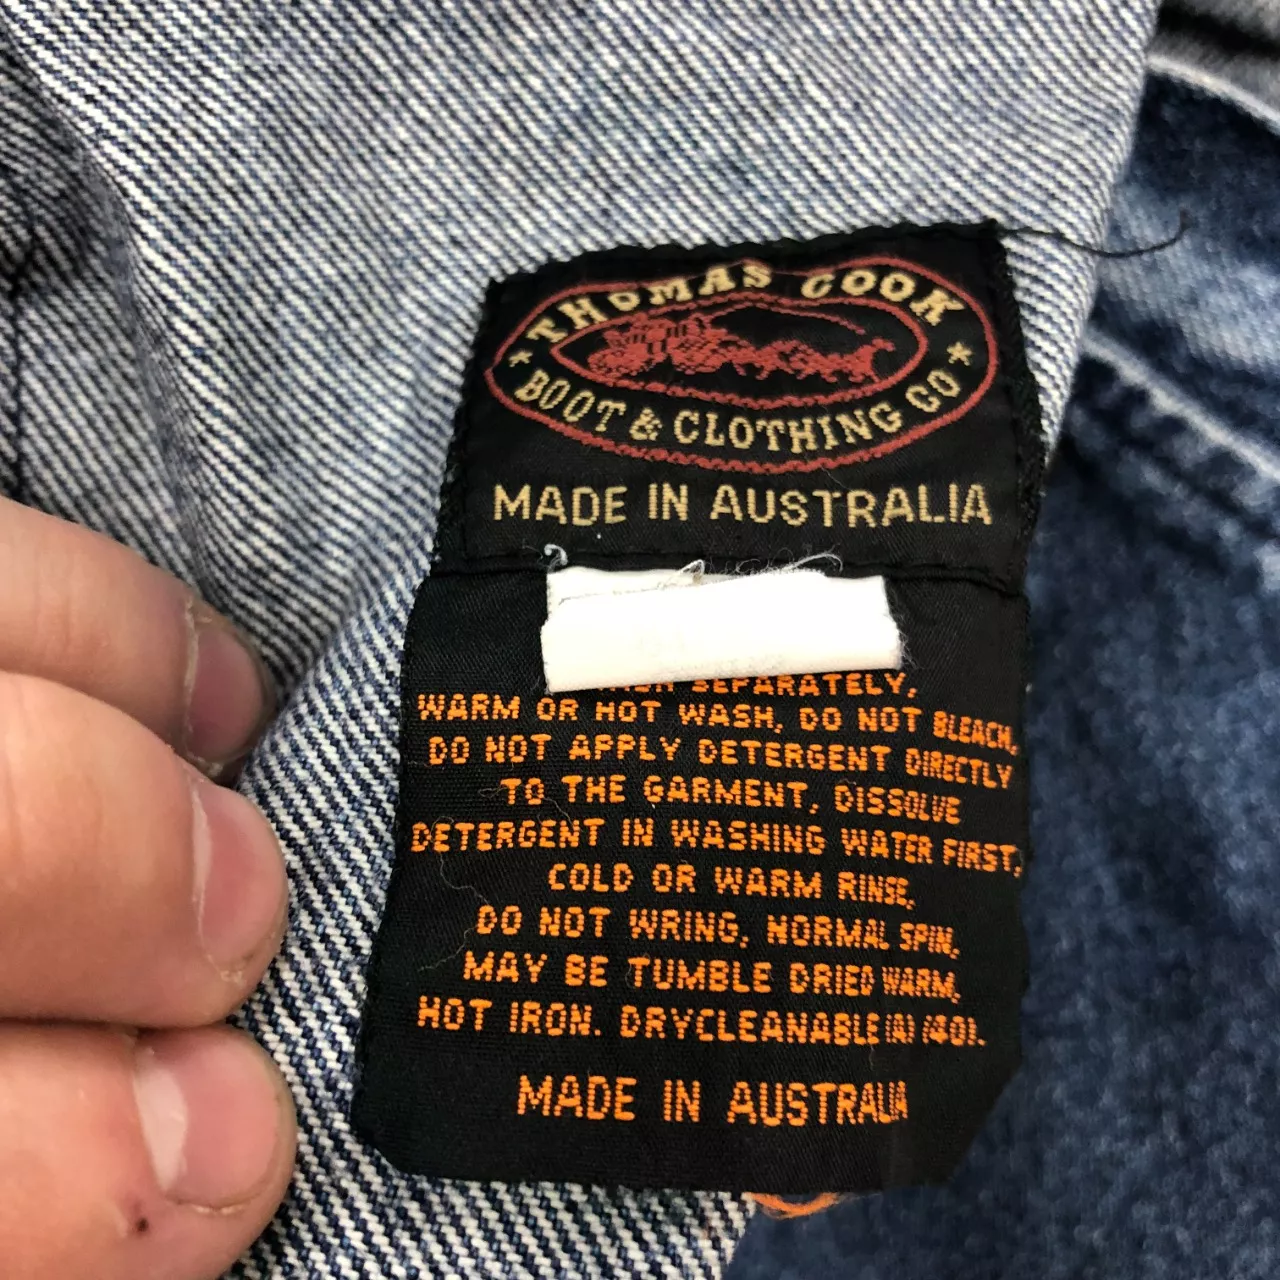 THOMAS COOK
BOOT & CLOTHING CO
MADE IN AUSTRALIA
SEPARATELY,
WARM OR HOT WASH, DO NOT BLEACH,
DO NOT APPLY DETERGENT DIRECTLY
TO THE GARMENT, DISSOLVE
DETERGENT IN WASHING WATER FIRST,
COLD OR WARM RINSE,
DO NOT WRING, NORMAL SPIN,
MAY BE TUMBLE DRIED WARM,
HOT IRON. DRYCLEANABLE (A) (40).
MADE IN AUSTRALIA